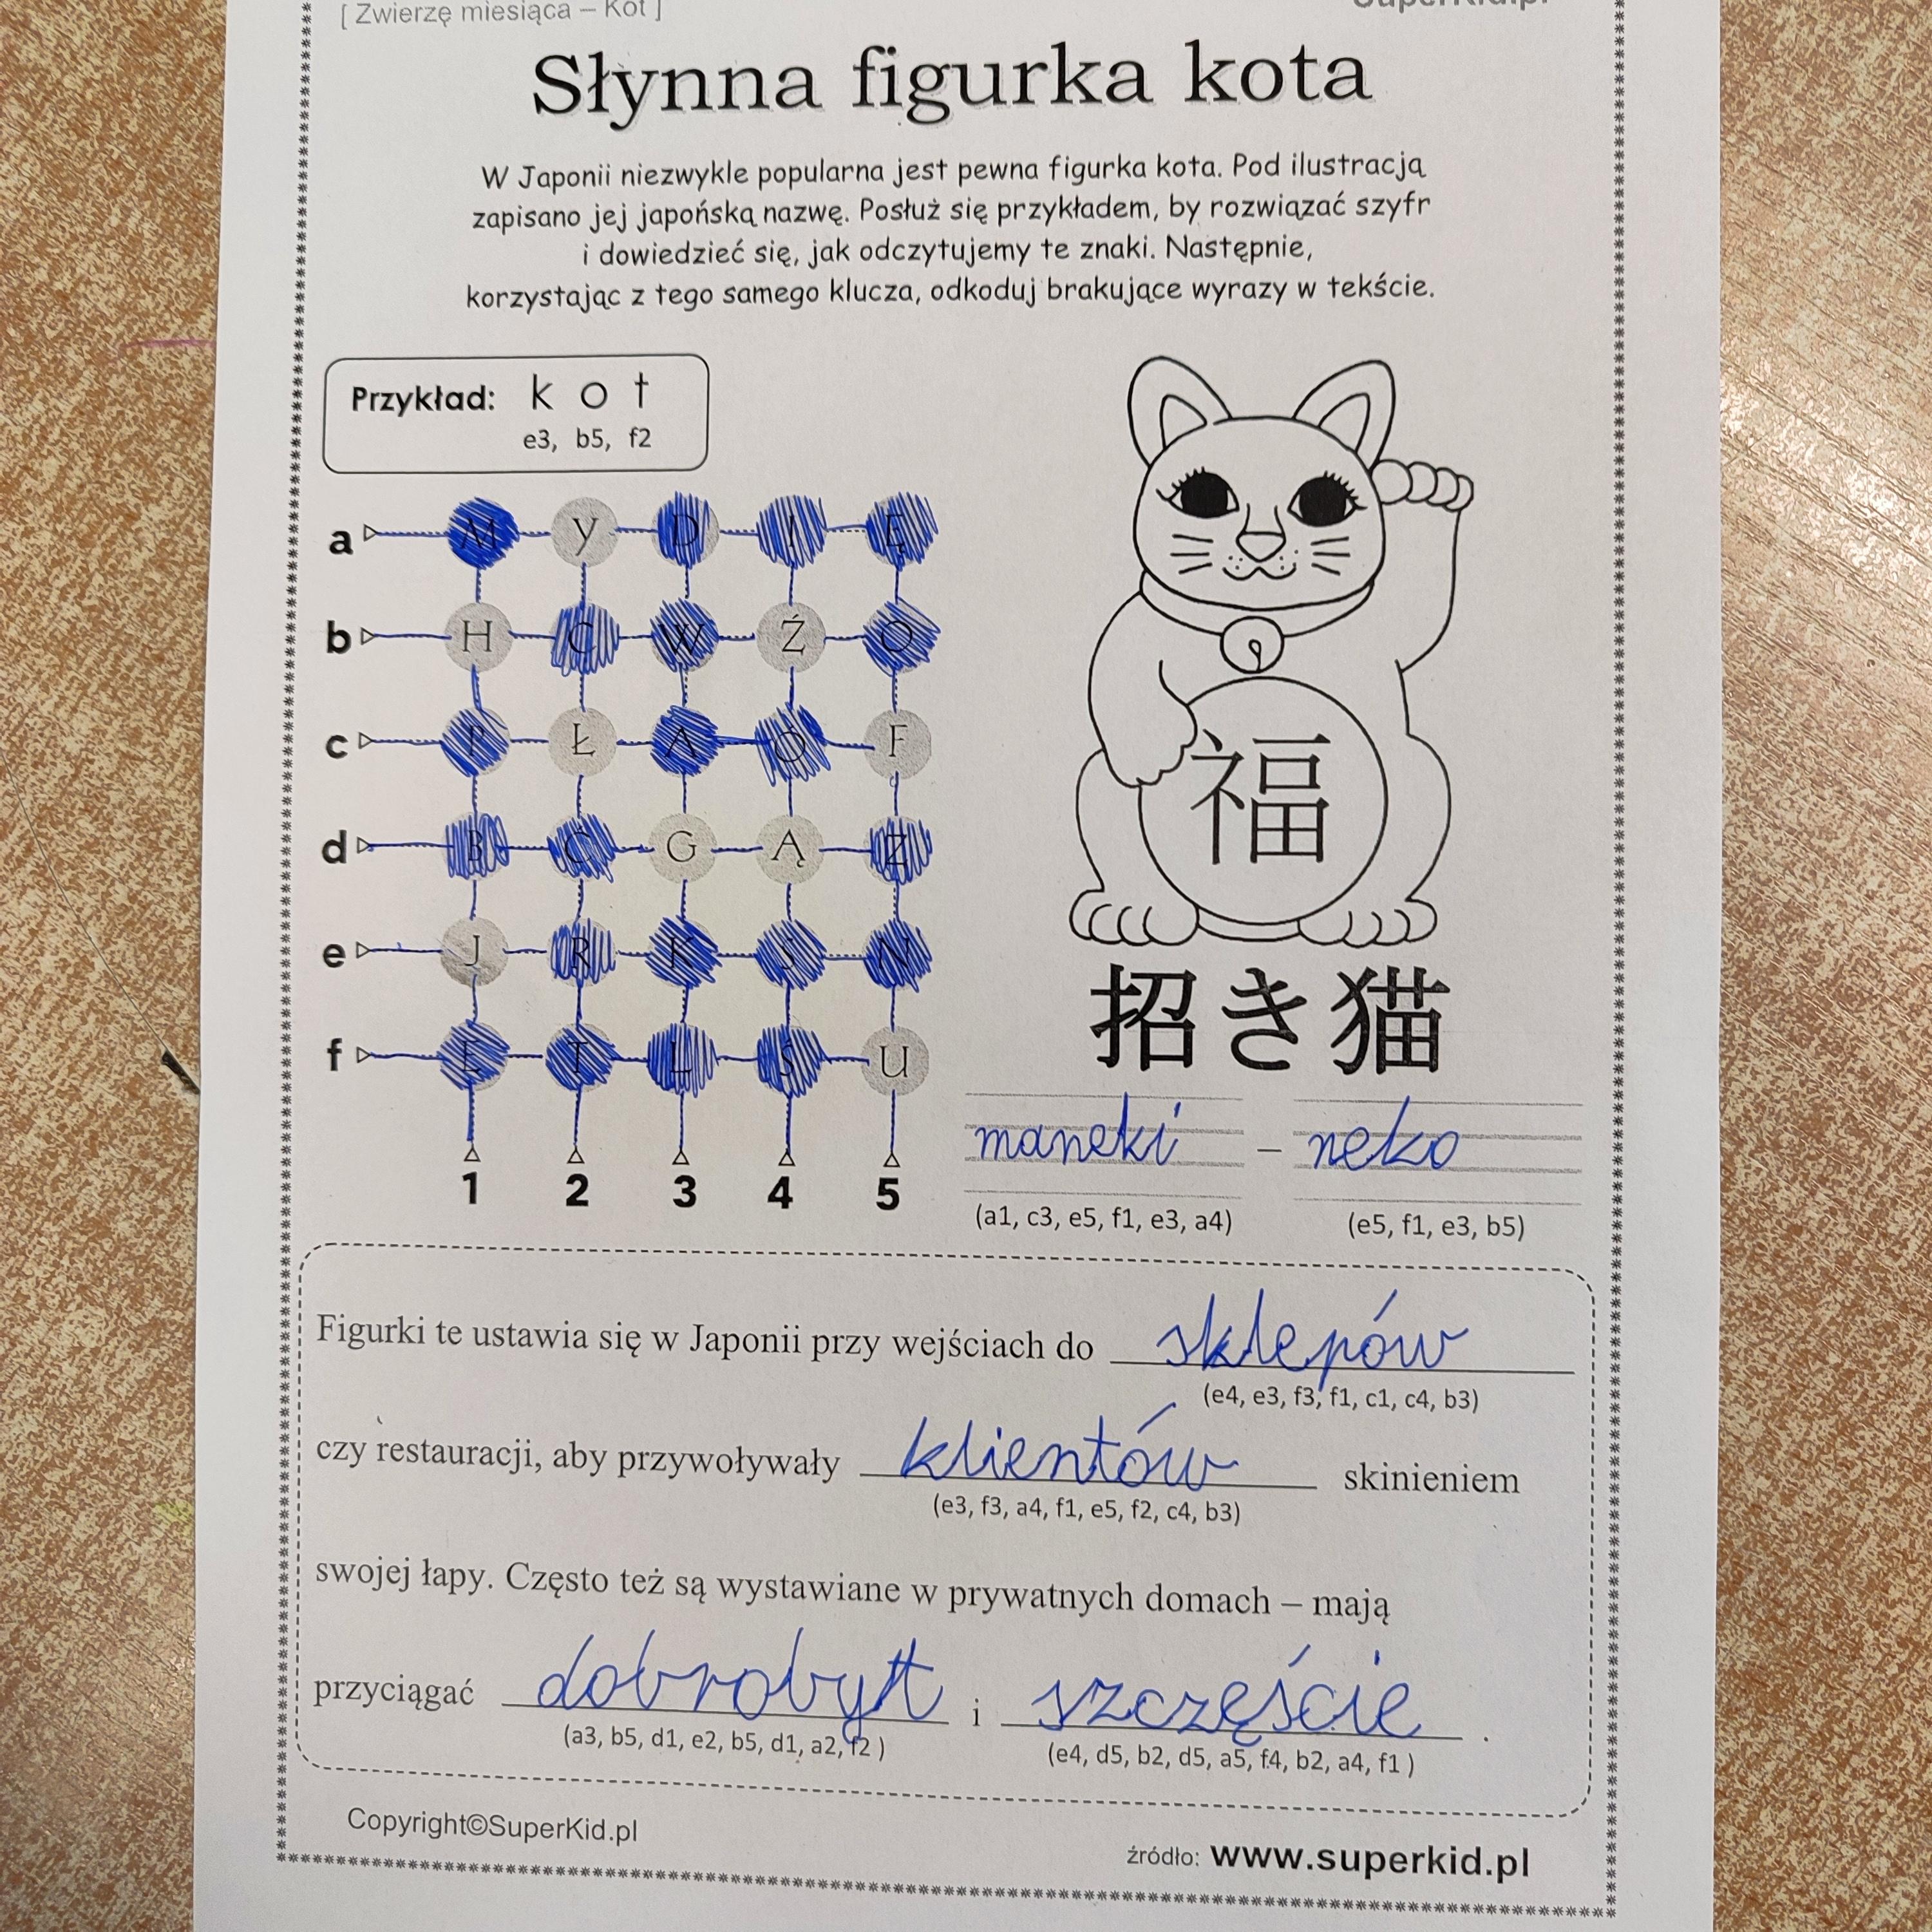 [ Zwierzę miesiąca – Kot ]
SuperKid.pl
Słynna figurka kota
W Japonii niezwykle popularna jest pewna figurka kota. Pod ilustracją
zapisano jej japońską nazwę. Posłuż się przykładem, by rozwiązać szyfr
i dowiedzieć się, jak odczytujemy te znaki. Następnie,
korzystając z tego samego klucza, odkoduj brakujące wyrazy w tekście.
Przykład: k o t
e3, b5, f2
a M Y D I Ę
b H C W Ź O
c P Ł A Ó F
d B Ć G Ą Z
e J R K S N
f E T L Ś U
1 2 3 4 5
福
招き猫
maneki – neko
(a1, c3, e5, f1, e3, a4) (e5, f1, e3, b5)
Figurki te ustawia się w Japonii przy wejściach do sklepów
(e4, e3, f3, f1, c1, c4, b3)
czy restauracji, aby przywoływały klientów skinieniem
(e3, f3, a4, f1, e5, f2, c4, b3)
swojej łapy. Często też są wystawiane w prywatnych domach – mają
przyciągać dobrobyt i szczęście .
(a3, b5, d1, e2, b5, d1, a2, f2 ) (e4, d5, b2, d5, a5, f4, b2, a4, f1 )
Copyright©SuperKid.pl
źródło: www.superkid.pl